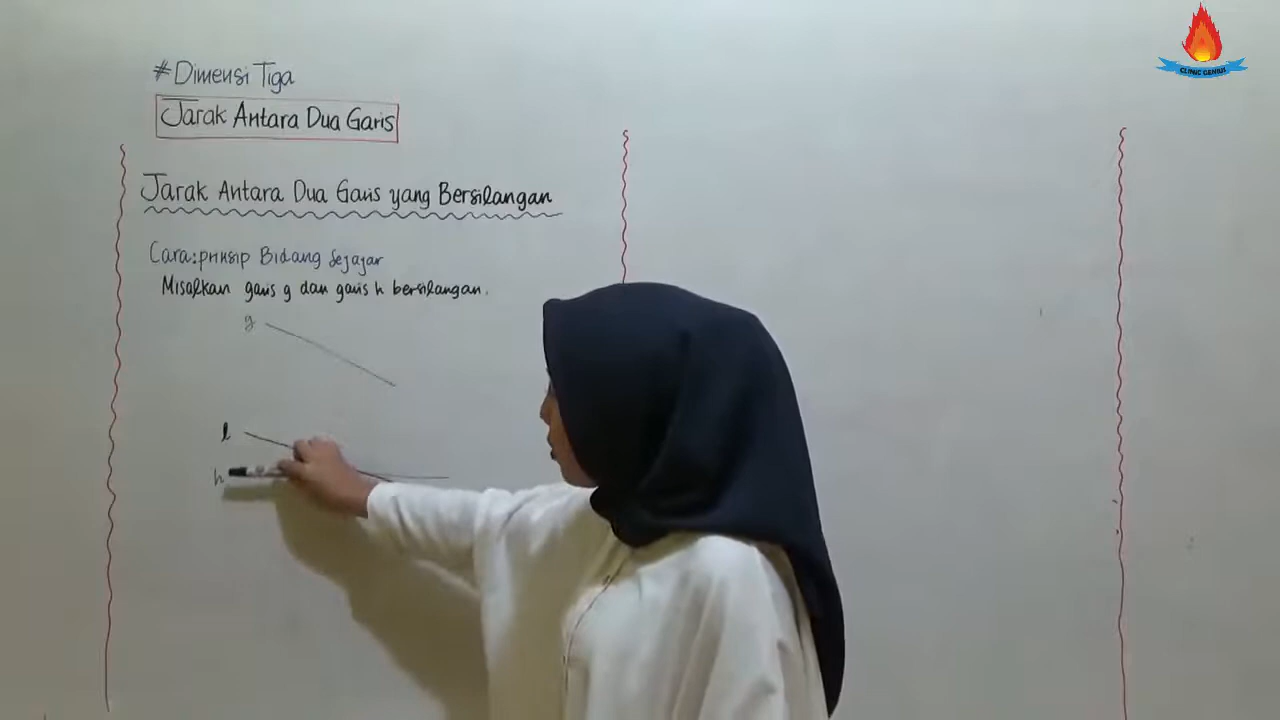 #Dimensi Tiga
Jarak Antara Dua Garis
Jarak Antara Dua Garis yang Bersilangan
Cara:prinsip Bidang Sejajar
Misalkan garis g dan garis h bersilangan.
g
l
h
CLINIC GENSIL